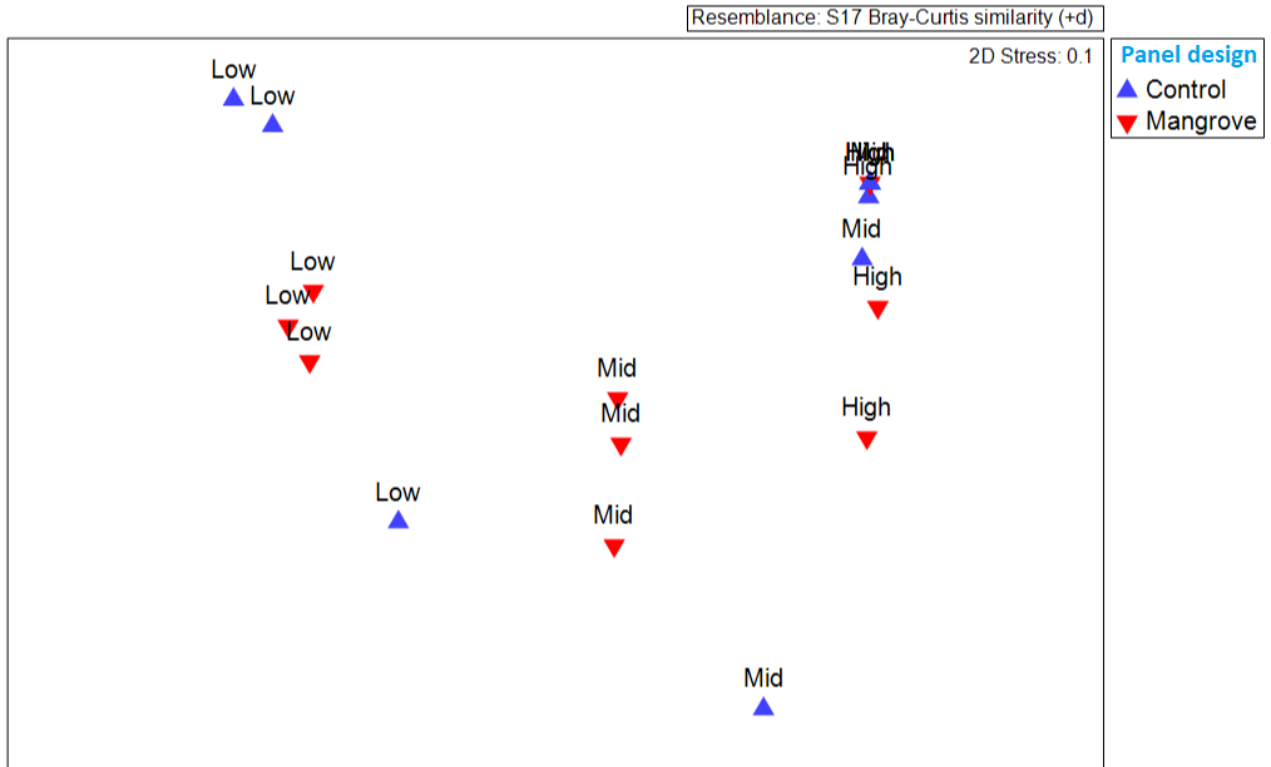 Resemblance: S17 Bray-Curtis similarity (+d)
2D Stress: 0.1
Panel design
Control
Mangrove
Low
Low
High
High
Mid
Low
High
Low
Low
Mid
Mid
High
Low
Mid
Mid